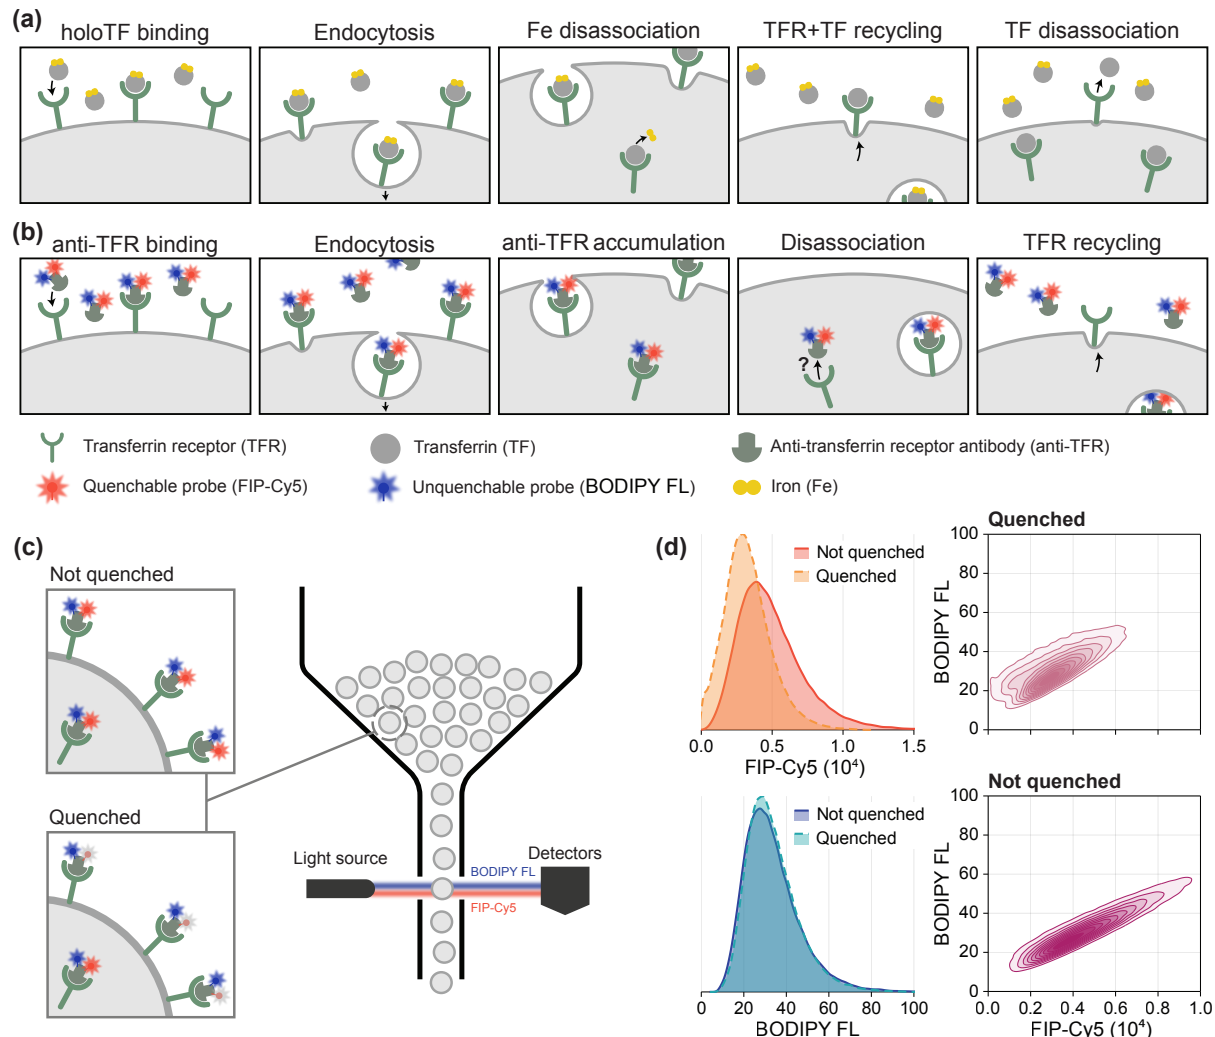 (a)
holoTF binding
Endocytosis
Fe disassociation
TFR+TF recycling
TF disassociation
(b)
anti-TFR binding
Endocytosis
anti-TFR accumulation
Disassociation
TFR recycling
?
Transferrin receptor (TFR)
Transferrin (TF)
Anti-transferrin receptor antibody (anti-TFR)
Quenchable probe (FIP-Cy5)
Unquenchable probe (BODIPY FL)
Iron (Fe)
(c)
Not quenched
Quenched
Light source
BODIPY FL
FIP-Cy5
Detectors
(d)
Not quenched
Quenched
0.0 0.5 1.0 1.5
FIP-Cy5 (10⁴)
Quenched
100
80
60
40
20
0
BODIPY FL
Not quenched
Quenched
0 20 40 60 80 100
BODIPY FL
Not quenched
100
80
60
40
20
0
BODIPY FL
0.0 0.2 0.4 0.6 0.8 1.0
FIP-Cy5 (10⁴)